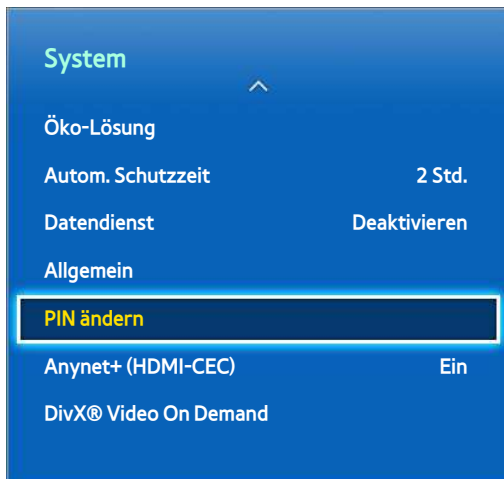 System
Öko-Lösung
Autom. Schutzzeit 2 Std.
Datendienst Deaktivieren
Allgemein
PIN ändern
Anynet+ (HDMI-CEC) Ein
DivX® Video On Demand